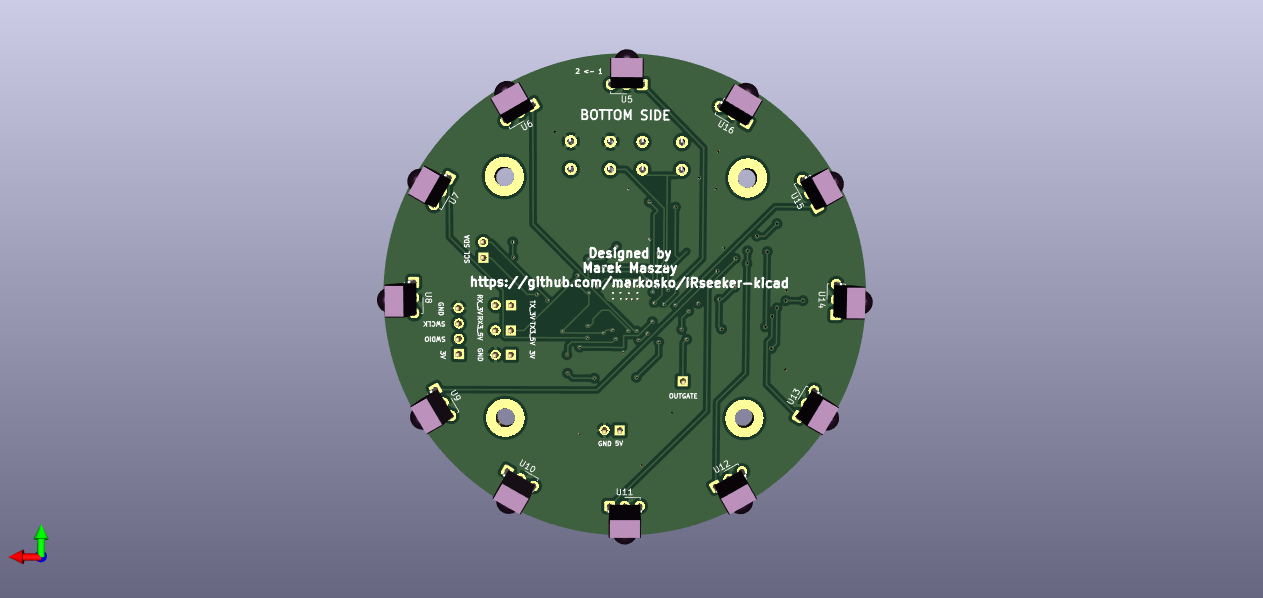 2 <- 1
U5
BOTTOM SIDE
U6
U16
U7
U15
SDA
SCL
Designed by
Marek Maszay
https://github.com/markosko/iRseeker-kicad
U8
U14
GND
SWCLK
SWDIO
3V
RX_3V
TX_3V
RX3_5V
TX3_5V
GND
3V
OUTGATE
U9
U13
GND 5V
U10
U12
U11